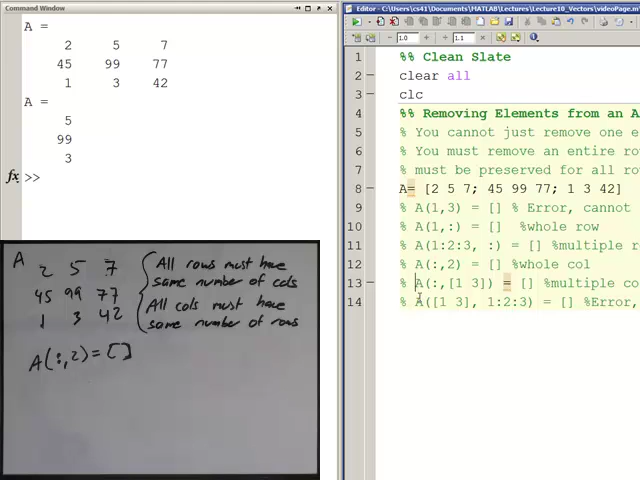 Command Window
A =
2 5 7
45 99 77
1 3 42
A =
5
99
3
fx >>
Editor - C:\Users\cs41\Documents\MATLAB\Lectures\Lecture10_Vectors\videoPage.m*
1.0
1.1
1 %% Clean Slate
2 clear all
3 clc
4 %% Removing Elements from an A
5 % You cannot just remove one e
6 % You must remove an entire ro
7 % must be preserved for all ro
8 A= [2 5 7; 45 99 77; 1 3 42]
9 % A(1,3) = [] % Error, cannot
10 % A(1,:) = [] %whole row
11 % A(1:2:3, :) = [] %multiple r
12 % A(:,2) = [] %whole col
13 % A(:,[1 3]) = [] %multiple co
14 % A([1 3], 1:2:3) = [] %Error,
A
2 5 7
45 99 77
1 3 42
All rows must have
same number of cols
All cols must have
same number of rows
A(:,2)=[]